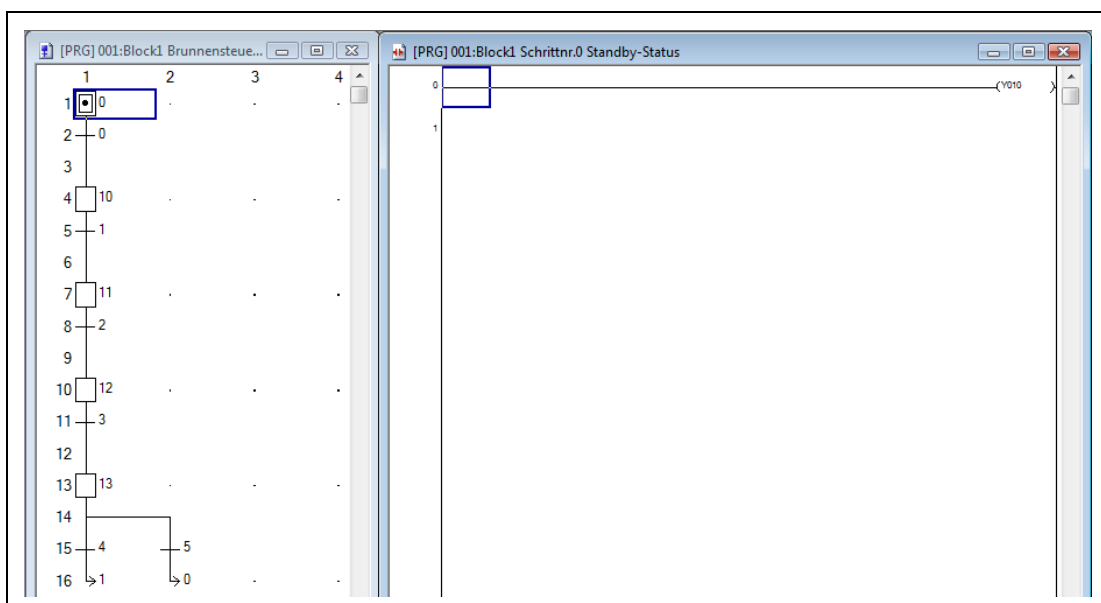 [PRG] 001:Block1 Brunnensteue...
1 2 3 4
1 0
2 0
3
4 10
5 1
6
7 11
8 2
9
10 12
11 3
12
13 13
14
15 4 5
16 1 0
[PRG] 001:Block1 Schrittnr.0 Standby-Status
0 Y010
1